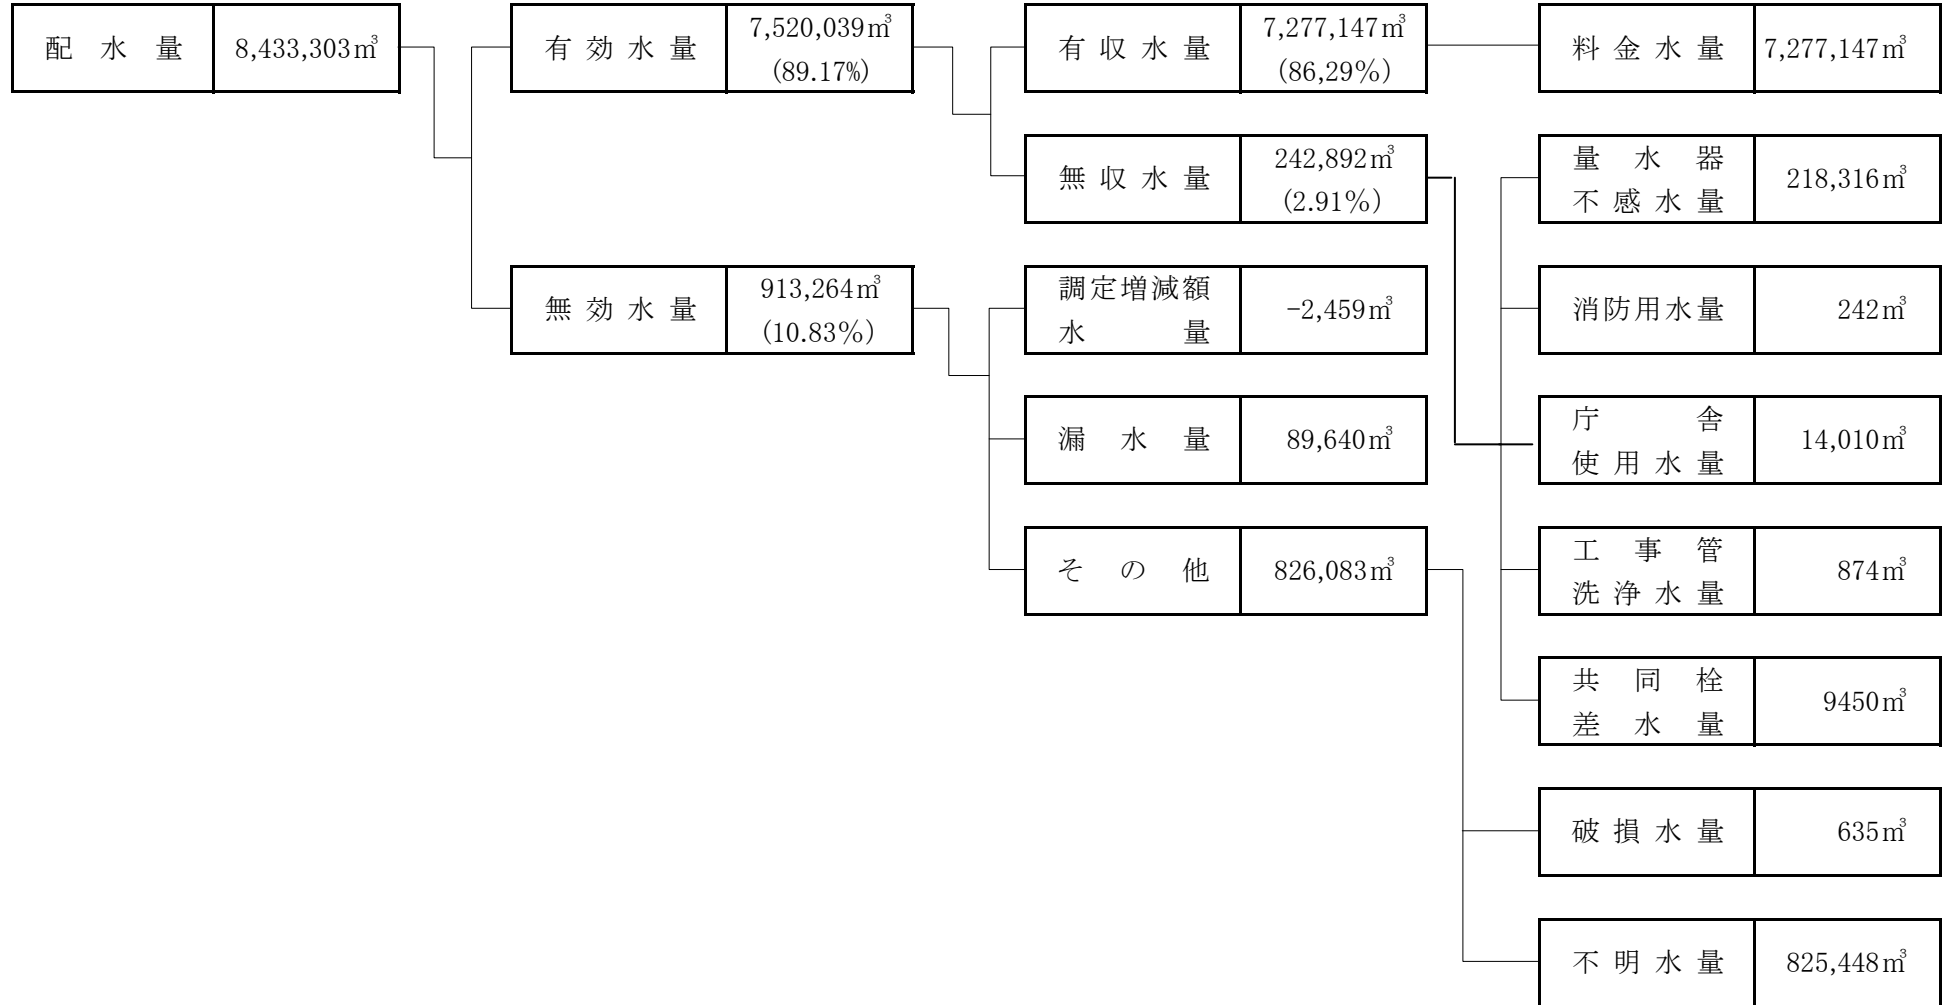 配水量 8,433,303㎥
有効水量 7,520,039㎥
(89.17%)
有収水量 7,277,147㎥
(86,29%)
料金水量 7,277,147㎥
無収水量 242,892㎥
(2.91%)
量水器
不感水量 218,316㎥
無効水量 913,264㎥
(10.83%)
調定増減額
水量 -2,459㎥
消防用水量 242㎥
漏水量 89,640㎥
庁舎
使用水量 14,010㎥
その他 826,083㎥
工事管
洗浄水量 874㎥
共同栓
差水量 9450㎥
破損水量 635㎥
不明水量 825,448㎥